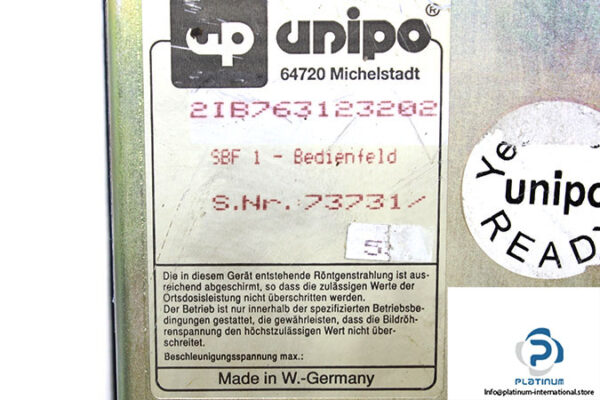 unipo®
64720 Michelstadt
2IB763123202
SBF 1 - Bedienfeld
S.Nr. 73731/
S
Die in diesem Gerät entstehende Röntgenstrahlung ist aus-
reichend abgeschirmt, so dass die zulässigen Werte der
Ortsdosisleistung nicht überschritten werden.
Der Betrieb ist nur innerhalb der spezifizierten Betriebsbe-
dingungen gestattet, die gewährleisten, dass die Bildröh-
renspannung den höchstzulässigen Wert nicht über-
schreitet.
Beschleunigungsspannung max.:
Made in W.-Germany
Ye
unipo
READ
PLATINUM
Info@platinum-international.store